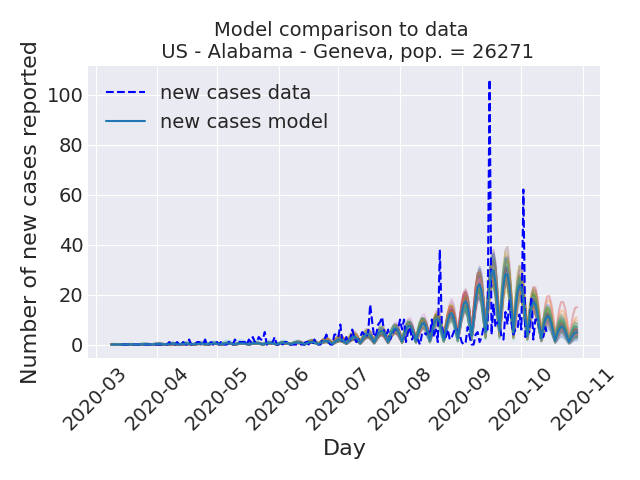 Model comparison to data
US - Alabama - Geneva, pop. = 26271
new cases data
new cases model
Number of new cases reported
100
80
60
40
20
0
2020-03
2020-04
2020-05
2020-06
2020-07
2020-08
2020-09
2020-10
2020-11
Day